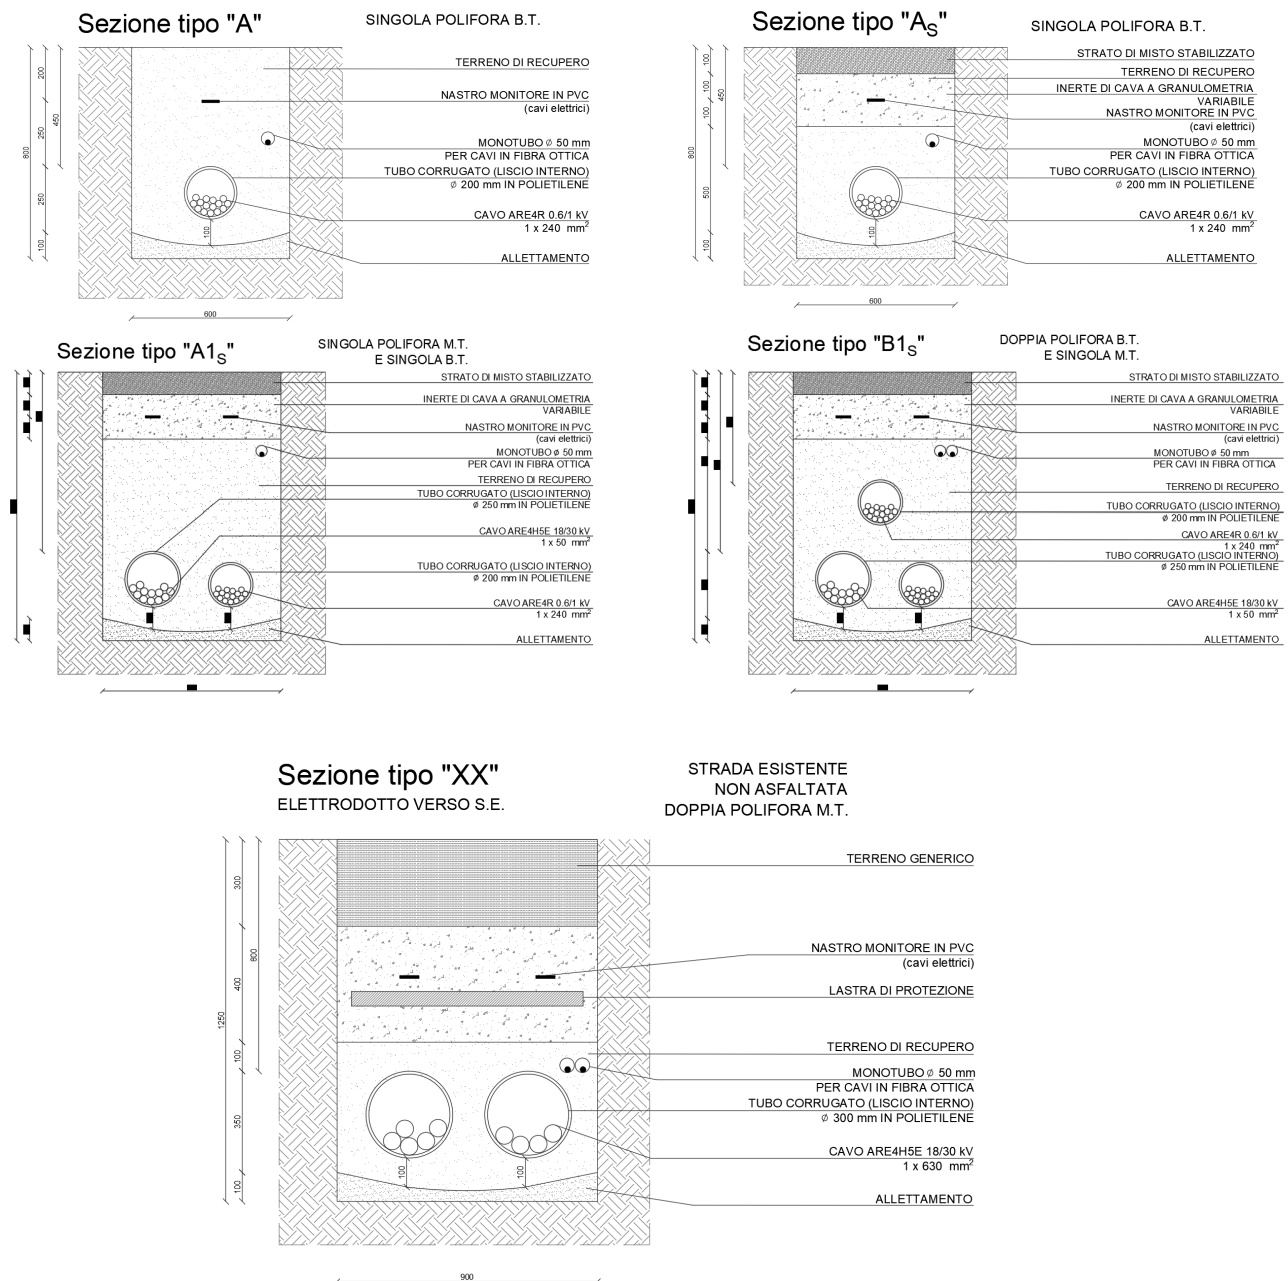 Sezione tipo "A"
SINGOLA POLIFORA B.T.
TERRENO DI RECUPERO
NASTRO MONITORE IN PVC
(cavi elettrici)
MONOTUBO ⌀ 50 mm
PER CAVI IN FIBRA OTTICA
TUBO CORRUGATO (LISCIO INTERNO)
⌀ 200 mm IN POLIETILENE
CAVO ARE4R 0.6/1 kV
1 x 240 mm²
ALLETTAMENTO
800
200
250
250
100
450
100
600
Sezione tipo "A_S"
SINGOLA POLIFORA B.T.
STRATO DI MISTO STABILIZZATO
TERRENO DI RECUPERO
INERTE DI CAVA A GRANULOMETRIA
VARIABILE
NASTRO MONITORE IN PVC
(cavi elettrici)
MONOTUBO ⌀ 50 mm
PER CAVI IN FIBRA OTTICA
TUBO CORRUGATO (LISCIO INTERNO)
⌀ 200 mm IN POLIETILENE
CAVO ARE4R 0.6/1 kV
1 x 240 mm²
ALLETTAMENTO
800
100
100
100
500
100
450
100
600
Sezione tipo "A1_S"
SINGOLA POLIFORA M.T.
E SINGOLA B.T.
STRATO DI MISTO STABILIZZATO
INERTE DI CAVA A GRANULOMETRIA
VARIABILE
NASTRO MONITORE IN PVC
(cavi elettrici)
MONOTUBO ⌀ 50 mm
PER CAVI IN FIBRA OTTICA
TERRENO DI RECUPERO
TUBO CORRUGATO (LISCIO INTERNO)
⌀ 250 mm IN POLIETILENE
CAVO ARE4H5E 18/30 kV
1 x 50 mm²
TUBO CORRUGATO (LISCIO INTERNO)
⌀ 200 mm IN POLIETILENE
CAVO ARE4R 0.6/1 kV
1 x 240 mm²
ALLETTAMENTO
Sezione tipo "B1_S"
DOPPIA POLIFORA B.T.
E SINGOLA M.T.
STRATO DI MISTO STABILIZZATO
INERTE DI CAVA A GRANULOMETRIA
VARIABILE
NASTRO MONITORE IN PVC
(cavi elettrici)
MONOTUBO ⌀ 50 mm
PER CAVI IN FIBRA OTTICA
TERRENO DI RECUPERO
TUBO CORRUGATO (LISCIO INTERNO)
⌀ 200 mm IN POLIETILENE
CAVO ARE4R 0.6/1 kV
1 x 240 mm²
TUBO CORRUGATO (LISCIO INTERNO)
⌀ 250 mm IN POLIETILENE
CAVO ARE4H5E 18/30 kV
1 x 50 mm²
ALLETTAMENTO
Sezione tipo "XX"
ELETTRODOTTO VERSO S.E.
STRADA ESISTENTE
NON ASFALTATA
DOPPIA POLIFORA M.T.
TERRENO GENERICO
NASTRO MONITORE IN PVC
(cavi elettrici)
LASTRA DI PROTEZIONE
TERRENO DI RECUPERO
MONOTUBO ⌀ 50 mm
PER CAVI IN FIBRA OTTICA
TUBO CORRUGATO (LISCIO INTERNO)
⌀ 300 mm IN POLIETILENE
CAVO ARE4H5E 18/30 kV
1 x 630 mm²
ALLETTAMENTO
1250
300
400
100
350
100
800
100
100
900